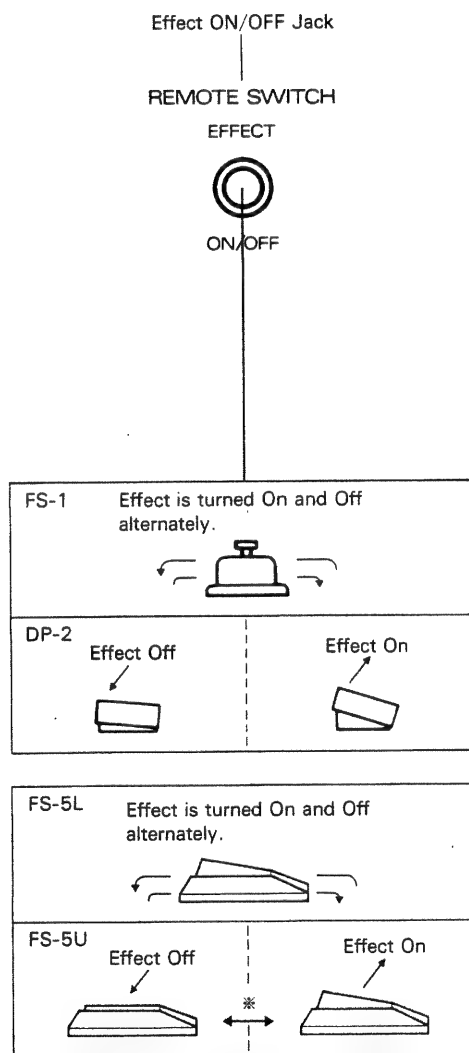 Effect ON/OFF Jack
REMOTE SWITCH
EFFECT
ON/OFF
FS-1 Effect is turned On and Off
alternately.
DP-2
Effect Off
Effect On
FS-5L Effect is turned On and Off
alternately.
FS-5U
Effect Off
Effect On
※